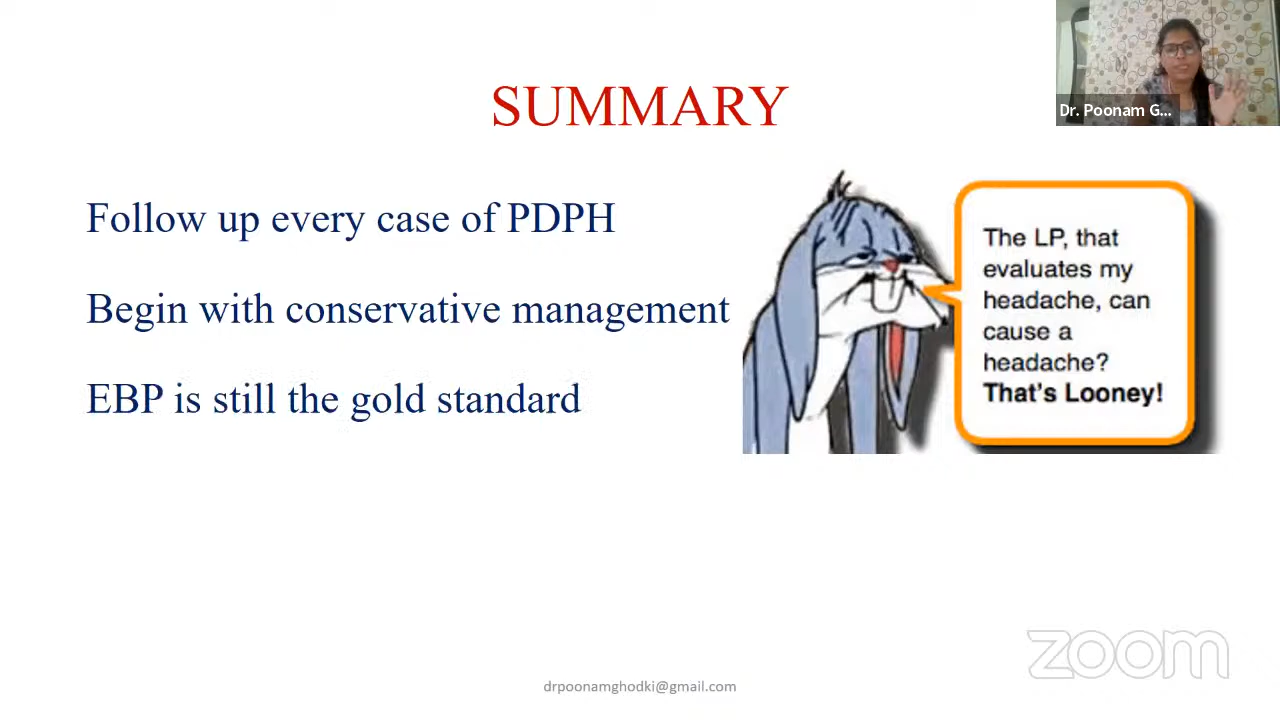 Dr. Poonam G...
SUMMARY
Follow up every case of PDPH
Begin with conservative management
EBP is still the gold standard
The LP, that
evaluates my
headache, can
cause a
headache?
That's Looney!
zoom
drpoonamghodki@gmail.com